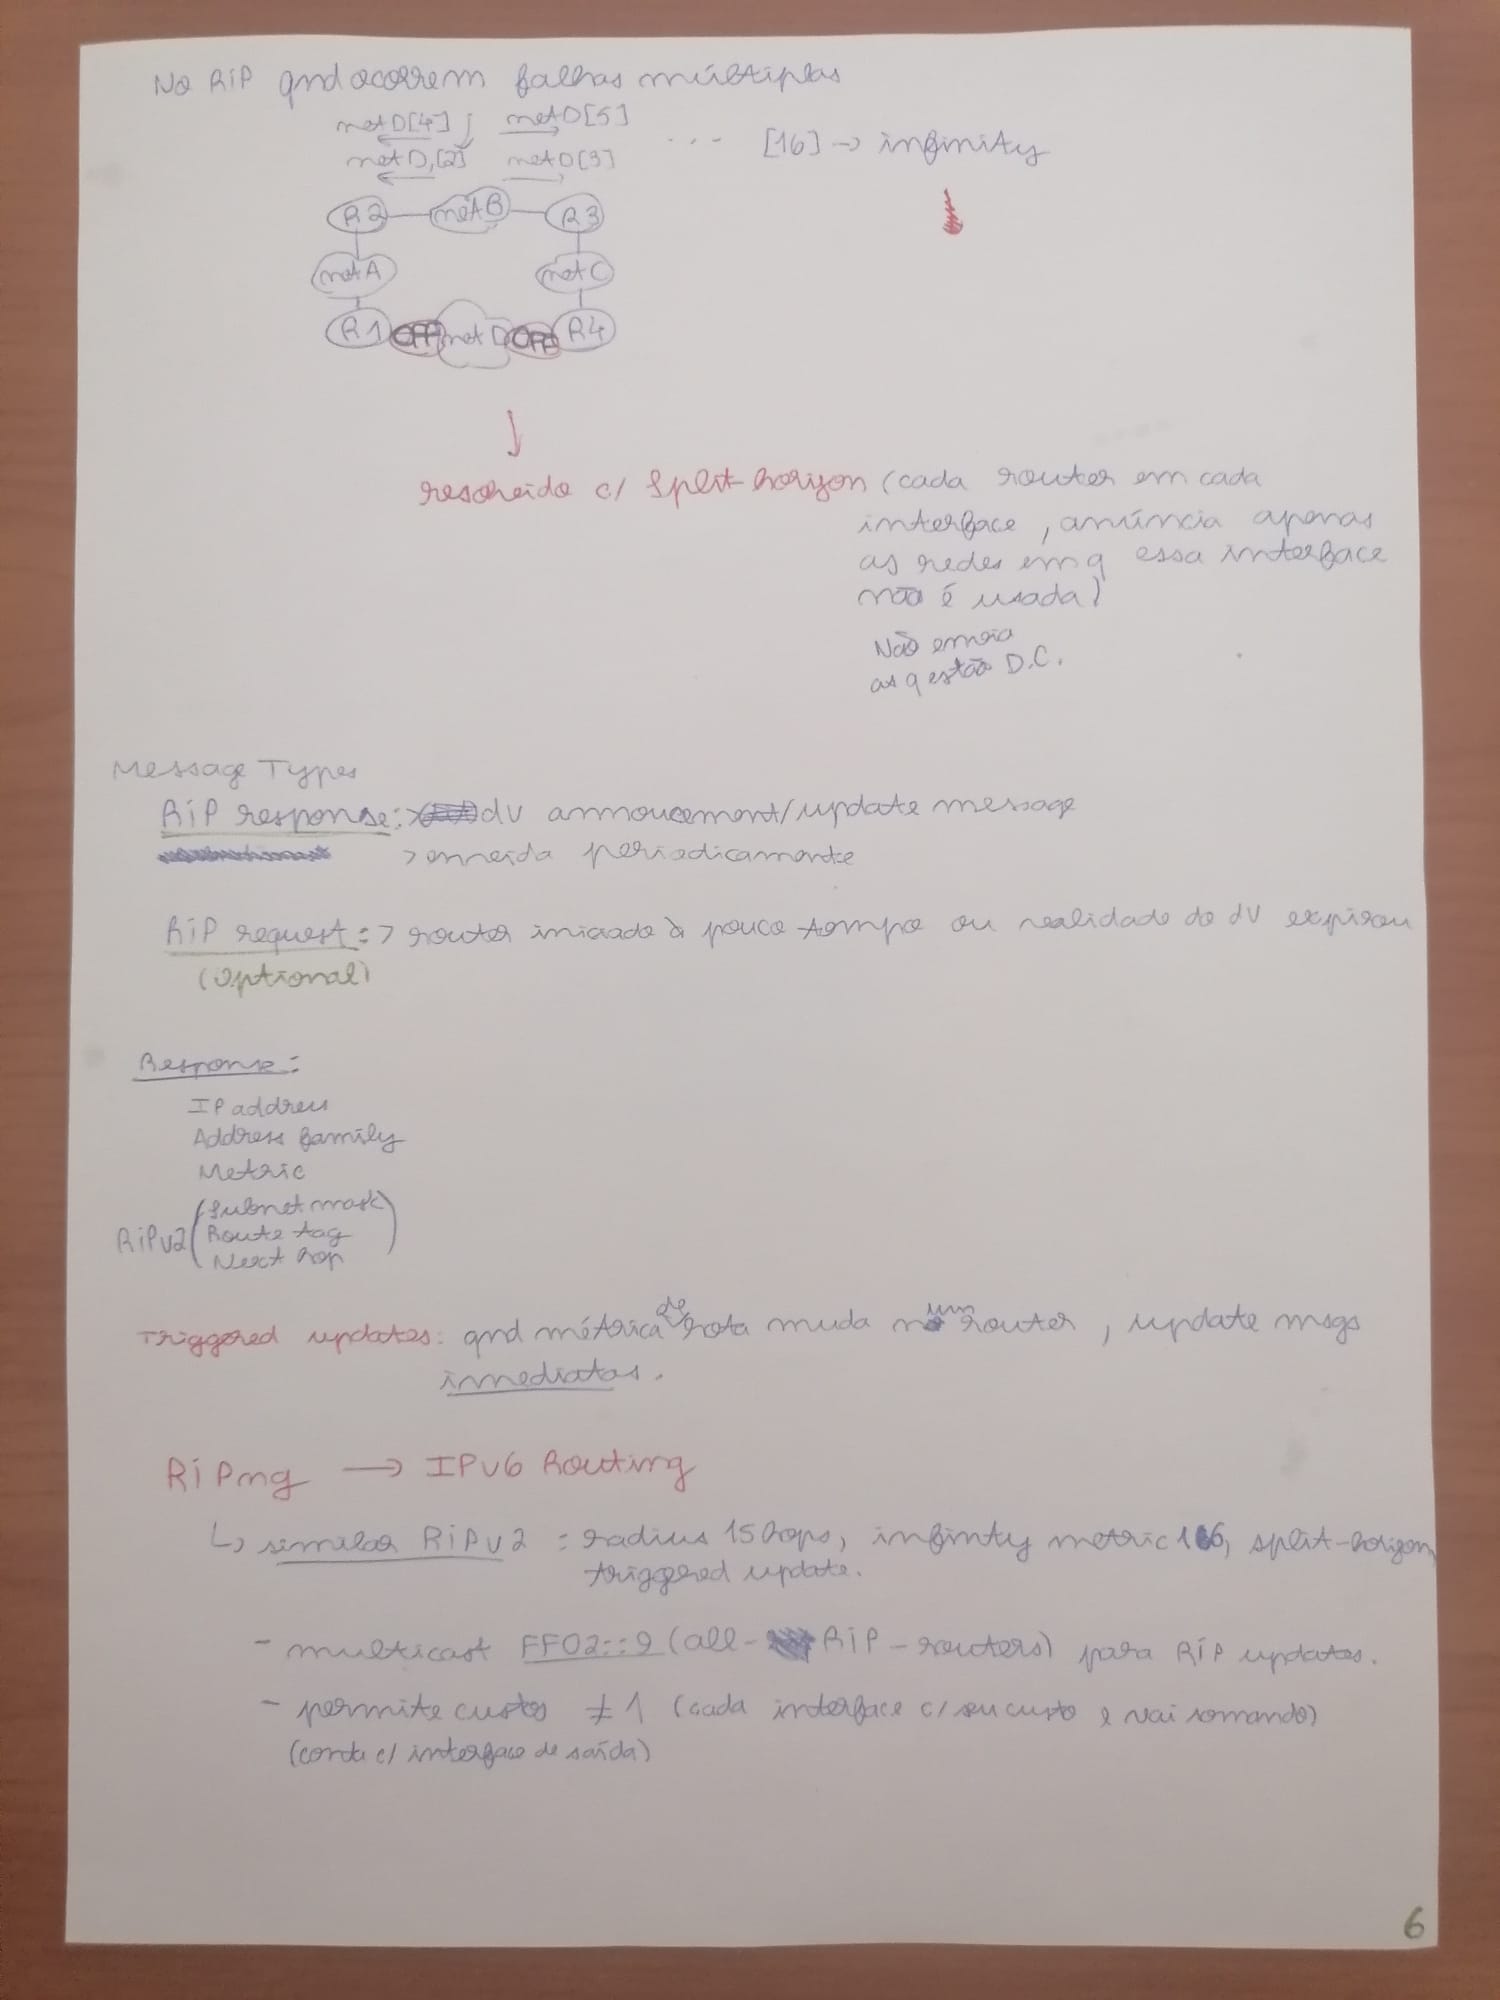 No RiP qnd ocorrem falhas múltiplas
netD[4] netD[5]
netD,[2] netD[3] ... [16] → infinity
R2 netB R3
netA netC
R1 OFF net D OFF R4
↓
resolvido c/ split-horizon (cada router em cada
interface, anúncia apenas
as redes em q essa interface
não é usada)
Não envia
as q estão D.C.
Message Types
RiP response: dv annoucement/update message
> enviada periodicamente
RiP request: > router iniciado à pouco tempo ou realidade do dv expirou
(optional)
Response:
IP address
Address family
Metric
(Subnet mask
RiPv2 Route tag
Next hop)
Triggered updates: qnd métrica de rota muda num router, update msgs
imediatas.
RiPng → IPv6 Routing
↳ similar RiPv2 : radius 15 hops, infinty metric 16, split-horizon,
triggered update.
- multicast FF02::9 (all-RiP-routers) para RiP updates.
- permite custos ≠ 1 (cada interface c/ seu custo e vai somando)
(conta c/ interface de saída)
6